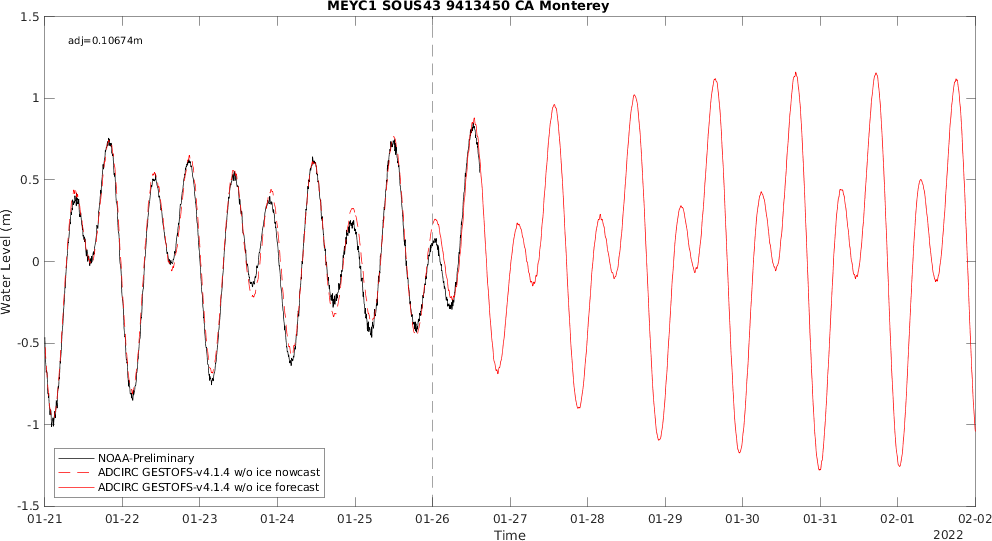 MEYC1 SOUS43 9413450 CA Monterey
adj=0.10674m
Water Level (m)
1.5
1
0.5
0
-0.5
-1
-1.5
NOAA-Preliminary
ADCIRC GESTOFS-v4.1.4 w/o ice nowcast
ADCIRC GESTOFS-v4.1.4 w/o ice forecast
01-21 01-22 01-23 01-24 01-25 01-26 01-27 01-28 01-29 01-30 01-31 02-01 02-02
Time
2022